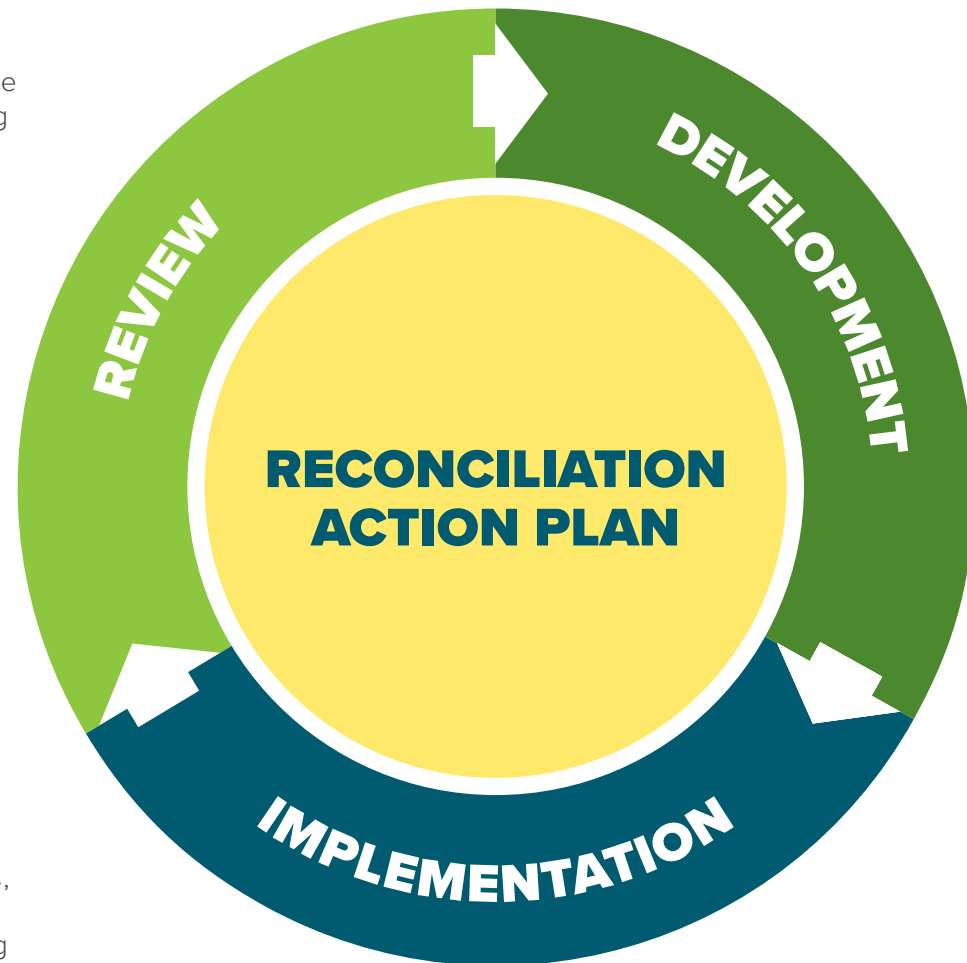 e
g
DEVELOPMENT
REVIEW
RECONCILIATION
ACTION PLAN
IMPLEMENTATION
,
g